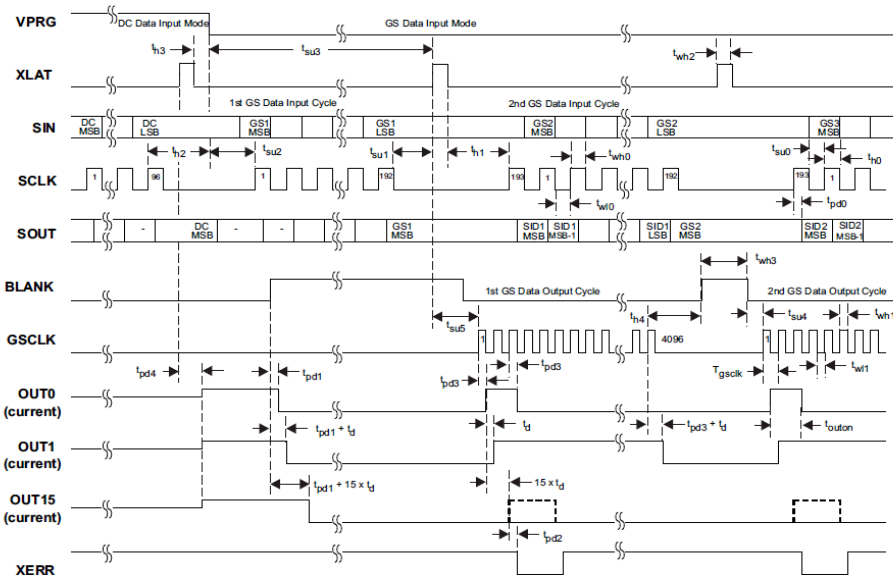 VPRG DC Data Input Mode GS Data Input Mode
th3 tsu3 twh2
XLAT
1st GS Data Input Cycle 2nd GS Data Input Cycle
SIN DC MSB DC LSB GS1 MSB GS1 LSB GS2 MSB GS2 LSB GS3 MSB
th2 tsu2 tsu1 th1 twh0 tsu0 th0
SCLK 1 96 1 192 193 1 192 193 1
twl0 tpd0
SOUT - DC MSB - - GS1 MSB SID1 MSB SID1 MSB-1 SID1 LSB GS2 MSB SID2 MSB SID2 MSB-1
twh3
BLANK 1st GS Data Output Cycle 2nd GS Data Output Cycle
tsu5 th4 tsu4 twh1
GSCLK 1 4096 1
tpd4 tpd1 tpd3 tpd3 Tgsclk twl1
OUT0 (current)
tpd1 + td td tpd3 + td touton
OUT1 (current)
tpd1 + 15 x td 15 x td
OUT15 (current)
tpd2
XERR